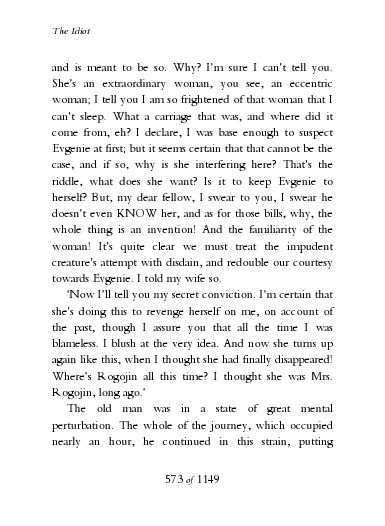 The Idiot
and is meant to be so. Why? I’m sure I can’t tell you.
She’s an extraordinary woman, you see, an eccentric
woman; I tell you I am so frightened of that woman that I
can’t sleep. What a carriage that was, and where did it
come from, eh? I declare, I was base enough to suspect
Evgenie at first; but it seems certain that that cannot be the
case, and if so, why is she interfering here? That’s the
riddle, what does she want? Is it to keep Evgenie to
herself? But, my dear fellow, I swear to you, I swear he
doesn’t even KNOW her, and as for those bills, why, the
whole thing is an invention! And the familiarity of the
woman! It’s quite clear we must treat the impudent
creature’s attempt with disdain, and redouble our courtesy
towards Evgenie. I told my wife so.
‘Now I’ll tell you my secret conviction. I’m certain that
she’s doing this to revenge herself on me, on account of
the past, though I assure you that all the time I was
blameless. I blush at the very idea. And now she turns up
again like this, when I thought she had finally disappeared!
Where’s Rogojin all this time? I thought she was Mrs.
Rogojin, long ago.’
The old man was in a state of great mental
perturbation. The whole of the journey, which occupied
nearly an hour, he continued in this strain, putting
573 of 1149